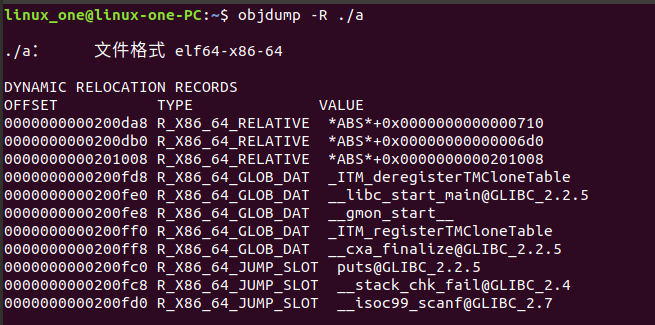 linux_one@linux-one-PC:~$ objdump -R ./a
./a：     文件格式 elf64-x86-64
DYNAMIC RELOCATION RECORDS
OFFSET           TYPE              VALUE
0000000000200da8 R_X86_64_RELATIVE  *ABS*+0x0000000000000710
0000000000200db0 R_X86_64_RELATIVE  *ABS*+0x00000000000006d0
0000000000201008 R_X86_64_RELATIVE  *ABS*+0x0000000000201008
0000000000200fd8 R_X86_64_GLOB_DAT  _ITM_deregisterTMCloneTable
0000000000200fe0 R_X86_64_GLOB_DAT  __libc_start_main@GLIBC_2.2.5
0000000000200fe8 R_X86_64_GLOB_DAT  __gmon_start__
0000000000200ff0 R_X86_64_GLOB_DAT  _ITM_registerTMCloneTable
0000000000200ff8 R_X86_64_GLOB_DAT  __cxa_finalize@GLIBC_2.2.5
0000000000200fc0 R_X86_64_JUMP_SLOT  puts@GLIBC_2.2.5
0000000000200fc8 R_X86_64_JUMP_SLOT  __stack_chk_fail@GLIBC_2.4
0000000000200fd0 R_X86_64_JUMP_SLOT  __isoc99_scanf@GLIBC_2.7